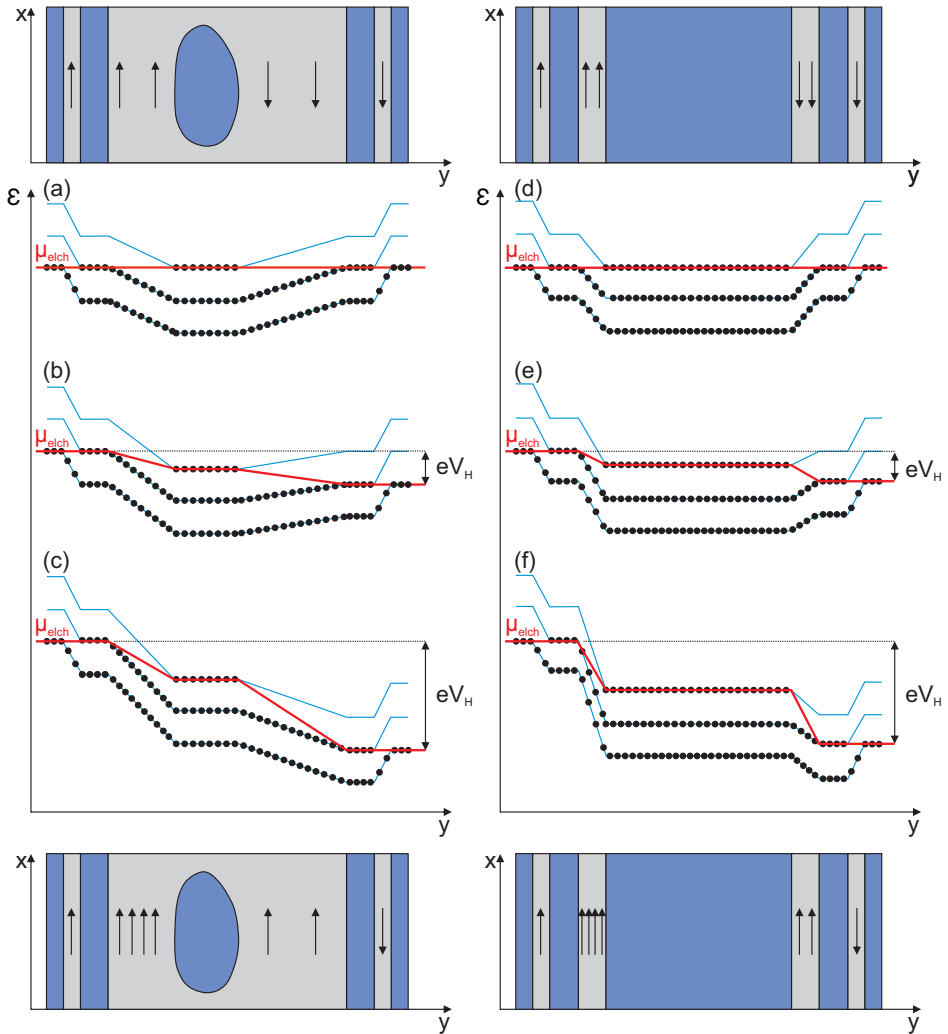 x
y
x
y
ε
(a)
μelch
ε
(d)
μelch
(b)
μelch
eVH
(e)
μelch
eVH
(c)
μelch
eVH
y
(f)
μelch
eVH
y
x
y
x
y